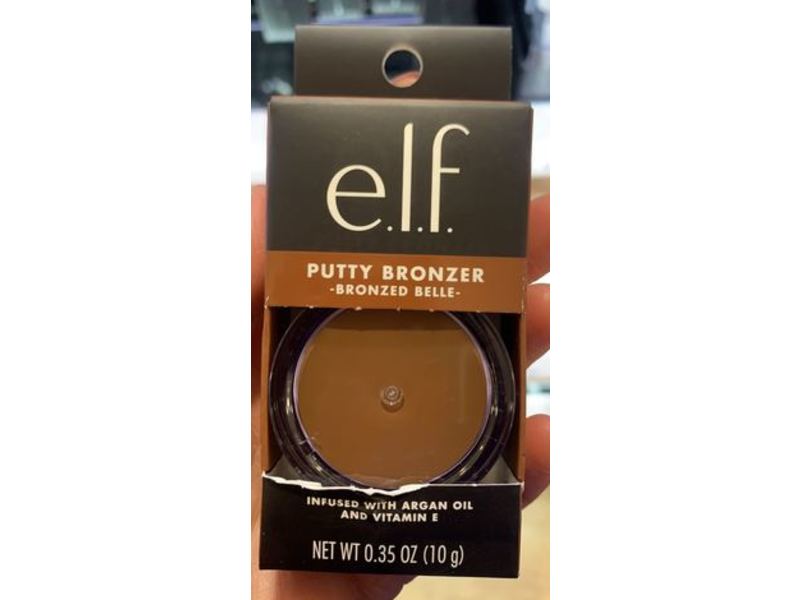 e.l.f.
PUTTY BRONZER
-BRONZED BELLE-
INFUSED WITH ARGAN OIL
AND VITAMIN E
NET WT 0.35 OZ (10 g)